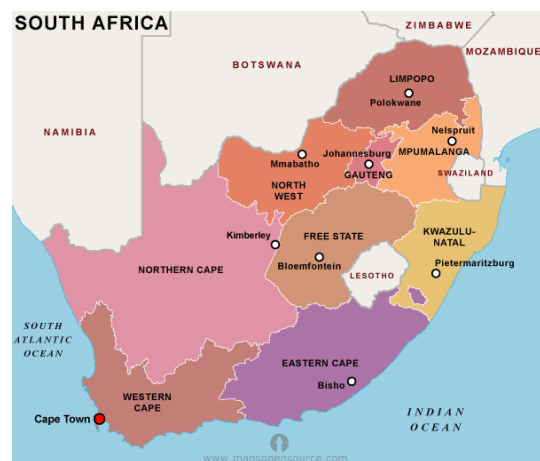 SOUTH AFRICA
ZIMBABWE
MOZAMBIQUE
BOTSWANA
LIMPOPO
Polokwane
NAMIBIA
Nelspruit
MPUMALANGA
Johannesburg
GAUTENG
Mmabatho
SWAZILAND
NORTH
WEST
Kimberley
FREE STATE
KWAZULU-
NATAL
Bloemfontein
Pietermaritzburg
LESOTHO
NORTHERN CAPE
SOUTH
ATLANTIC
OCEAN
EASTERN CAPE
Bisho
WESTERN
CAPE
Cape Town
INDIAN
OCEAN
www.mapsopensource.com